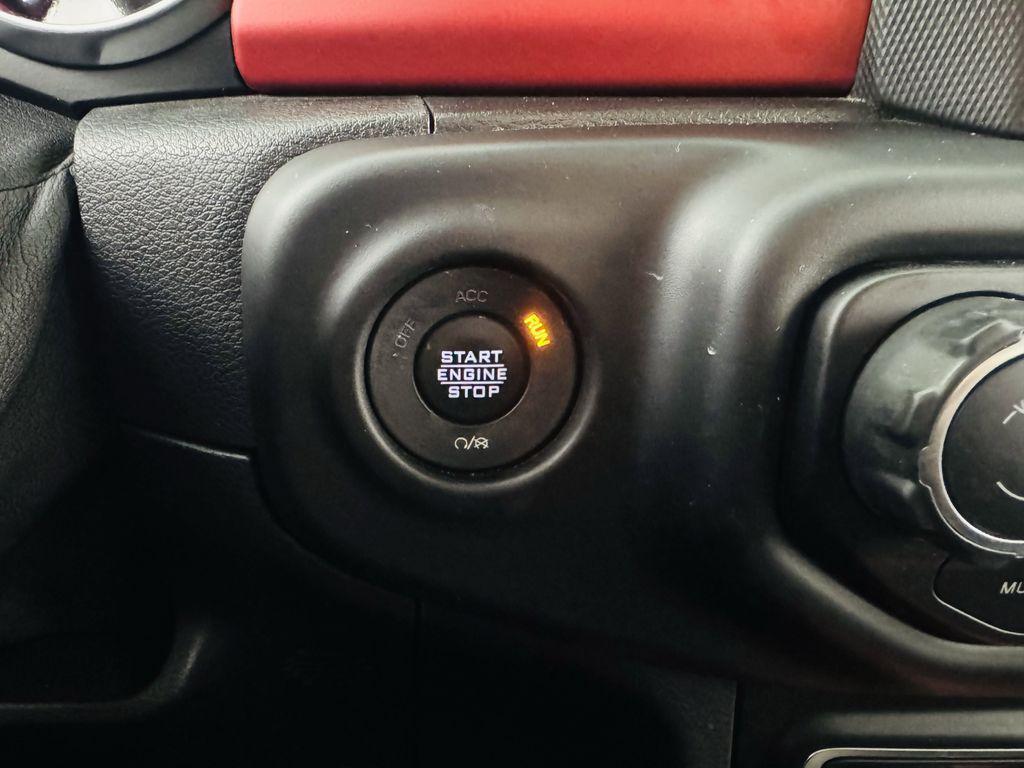 ACC
OFF
RUN
START
ENGINE
STOP
MU